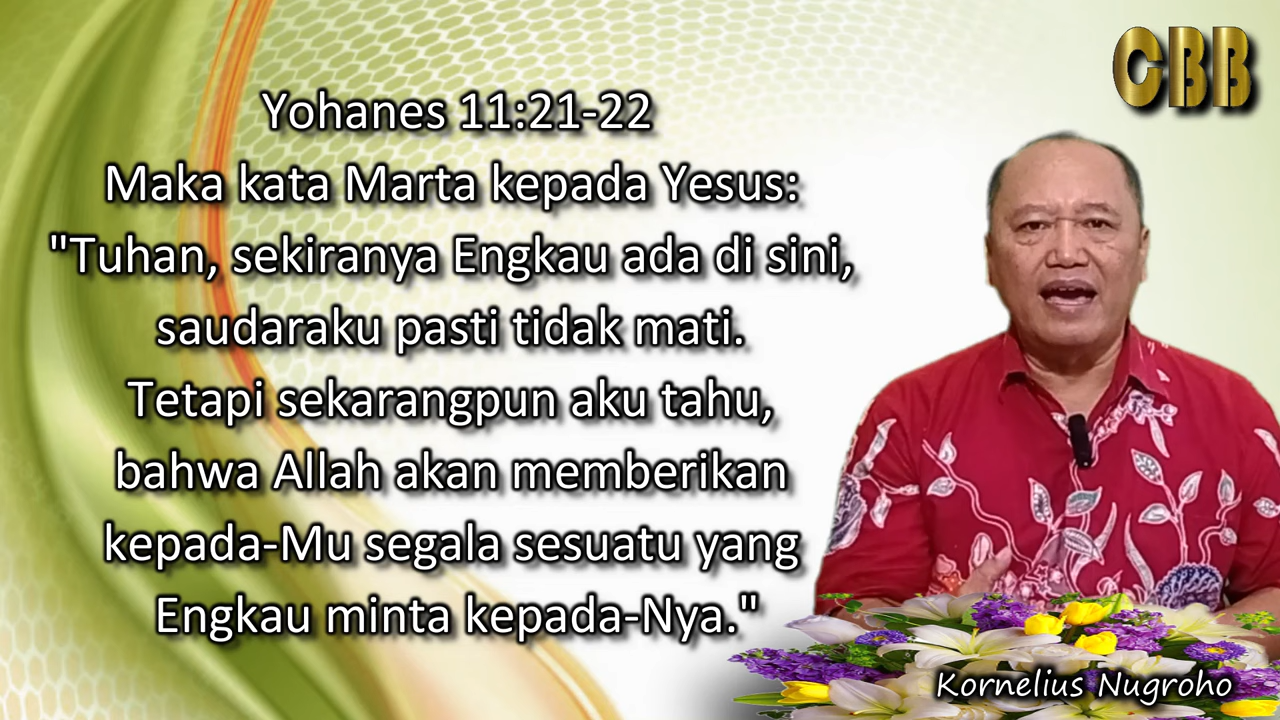 CBB
Yohanes 11:21-22
Maka kata Marta kepada Yesus:
"Tuhan, sekiranya Engkau ada di sini,
saudaraku pasti tidak mati.
Tetapi sekarangpun aku tahu,
bahwa Allah akan memberikan
kepada-Mu segala sesuatu yang
Engkau minta kepada-Nya."
Kornelius Nugroho